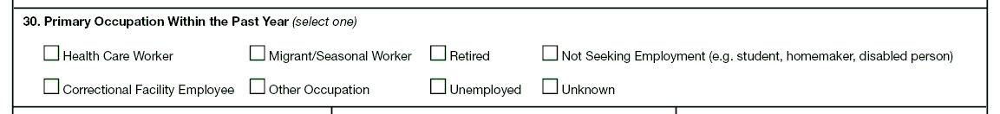 30. Primary Occupation Within the Past Year (select one)
Health Care Worker Migrant/Seasonal Worker Retired Not Seeking Employment (e.g. student, homemaker, disabled person)
Correctional Facility Employee Other Occupation Unemployed Unknown